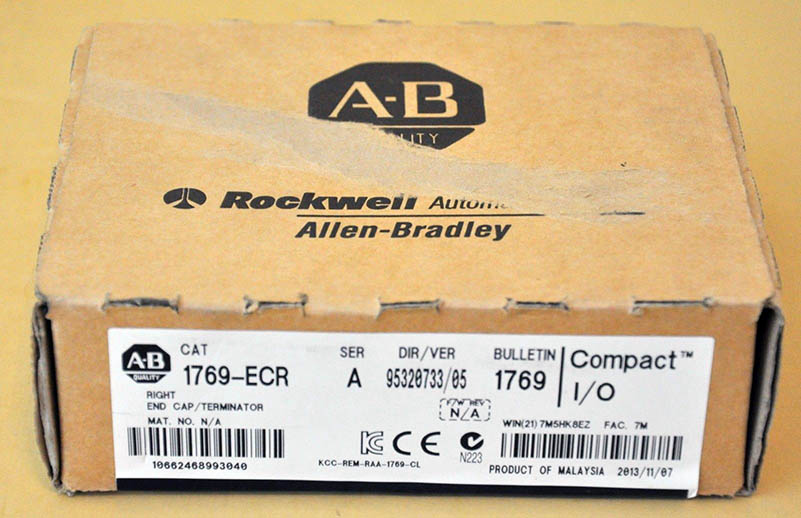 A-B
Rockwell
Allen-Bradley
A-B
QUALITY
CAT
1769-ECR
SER
A
DIR/VER
95320733/05
BULLETIN
1769
Compact™
I/O
RIGHT
END CAP/TERMINATOR
MAT. NO. N/A
F/W REV
N/A
WIN(21) 7M5HK8EZ FAC. 7M
10662468993040
KCC-REM-RAA-1769-CL
CE
N223
PRODUCT OF MALAYSIA 2013/11/07